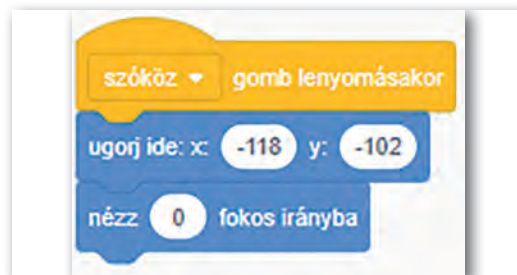 szóköz gomb lenyomásakor
ugorj ide: x: -118 y: -102
nézz 0 fokos irányba